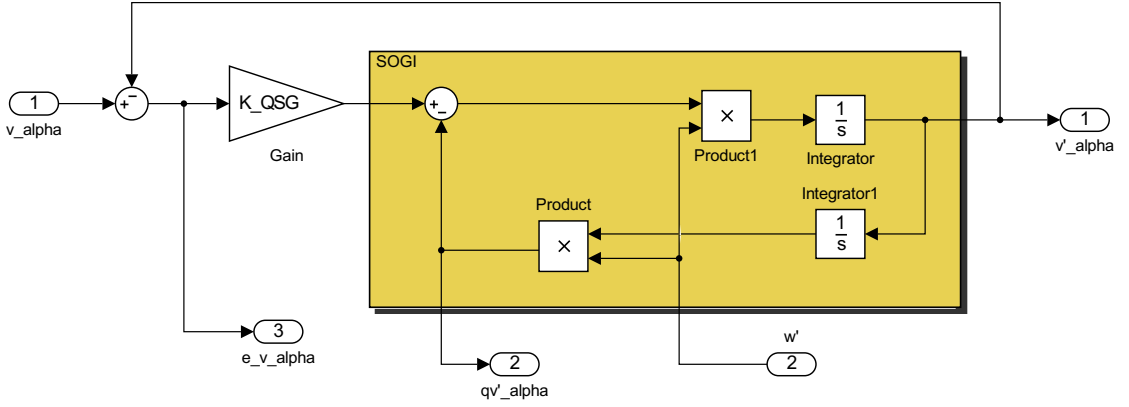 SOGI
1
v_alpha
+
−
K_QSG
Gain
+
−
×
Product1
1
s
Integrator
1
v'_alpha
Integrator1
1
s
Product
×
3
e_v_alpha
2
qv'_alpha
w'
2